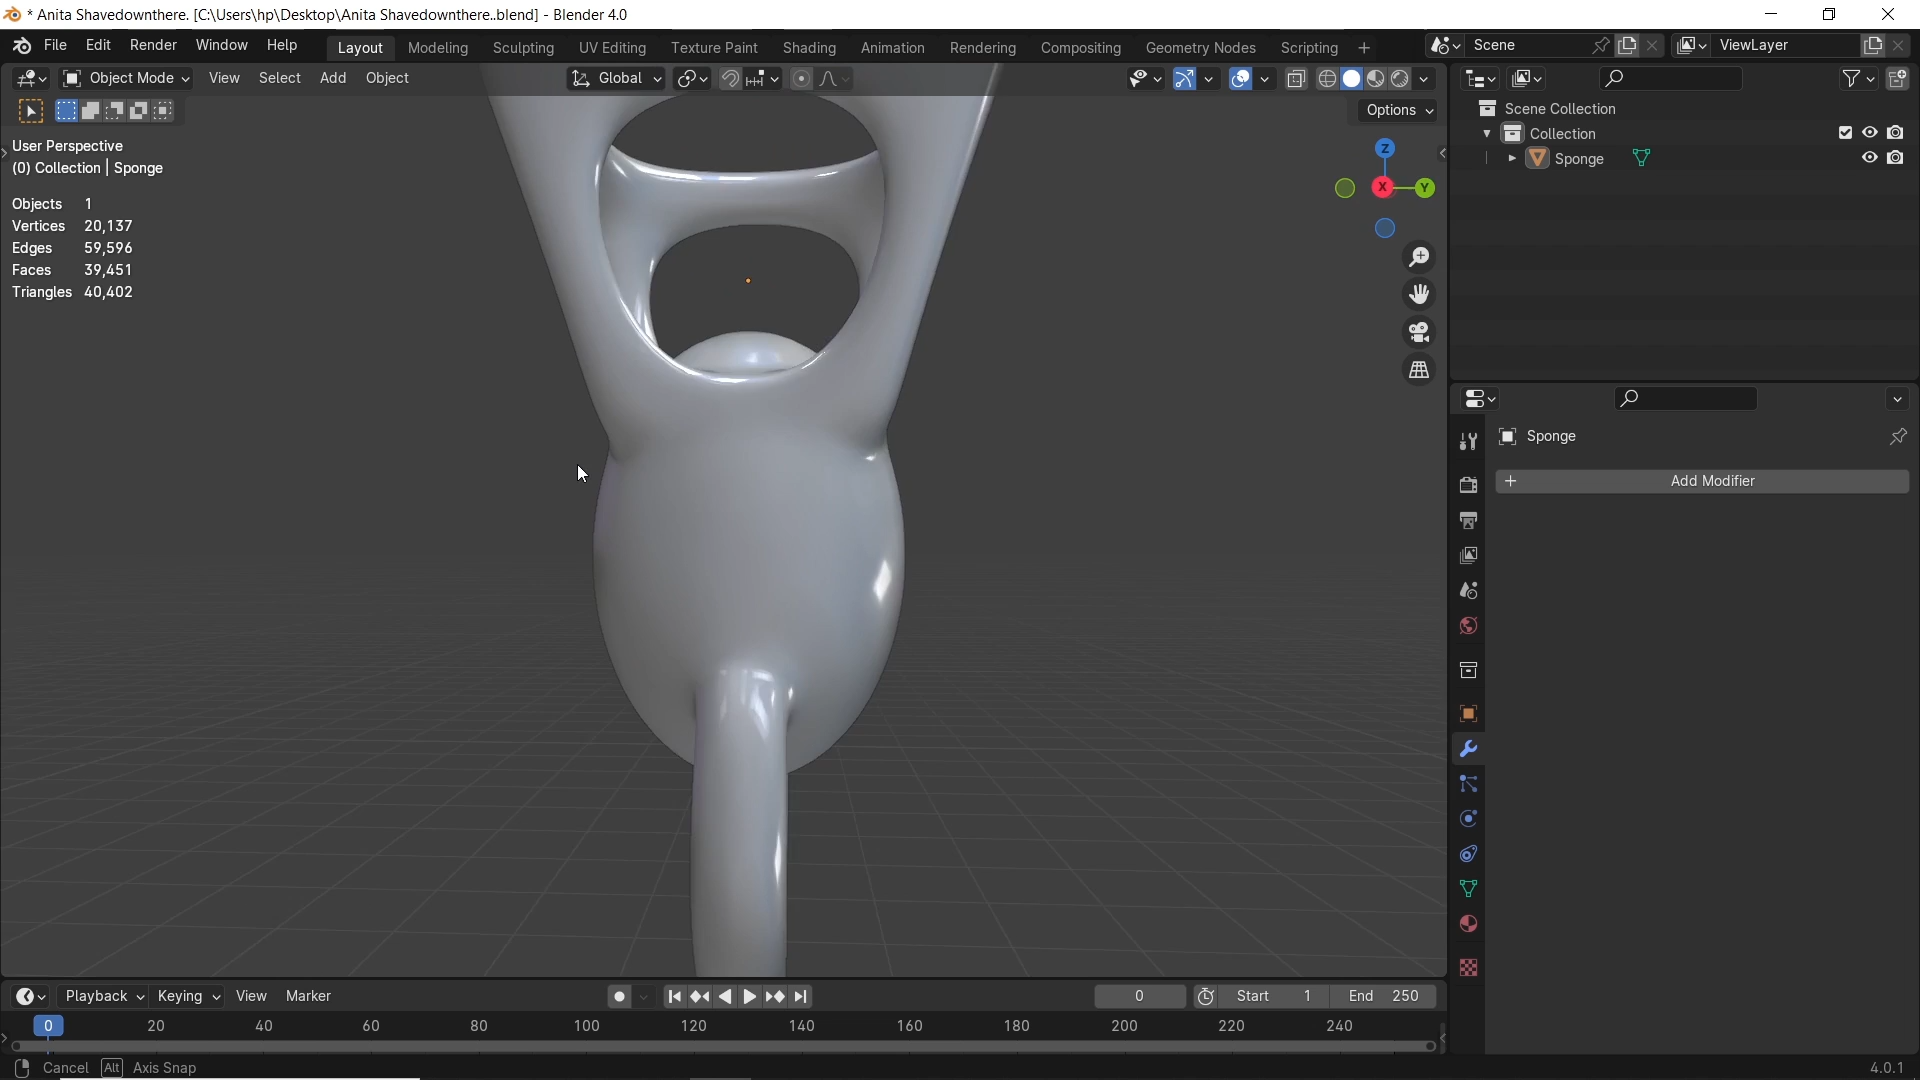 * Anita Shavedownthere. [C:\Users\hp\Desktop\Anita Shavedownthere..blend] - Blender 4.0
File Edit Render Window Help Layout Modeling Sculpting UV Editing Texture Paint Shading Animation Rendering Compositing Geometry Nodes Scripting + Scene ViewLayer
Object Mode View Select Add Object Global
Options
User Perspective
(0) Collection | Sponge
Objects 1
Vertices 20,137
Edges 59,596
Faces 39,451
Triangles 40,402
Z
X
Y
Scene Collection
Collection
Sponge
Sponge
+ Add Modifier
Playback Keying View Marker 0 Start 1 End 250
0 20 40 60 80 100 120 140 160 180 200 220 240
Cancel Alt Axis Snap 4.0.1